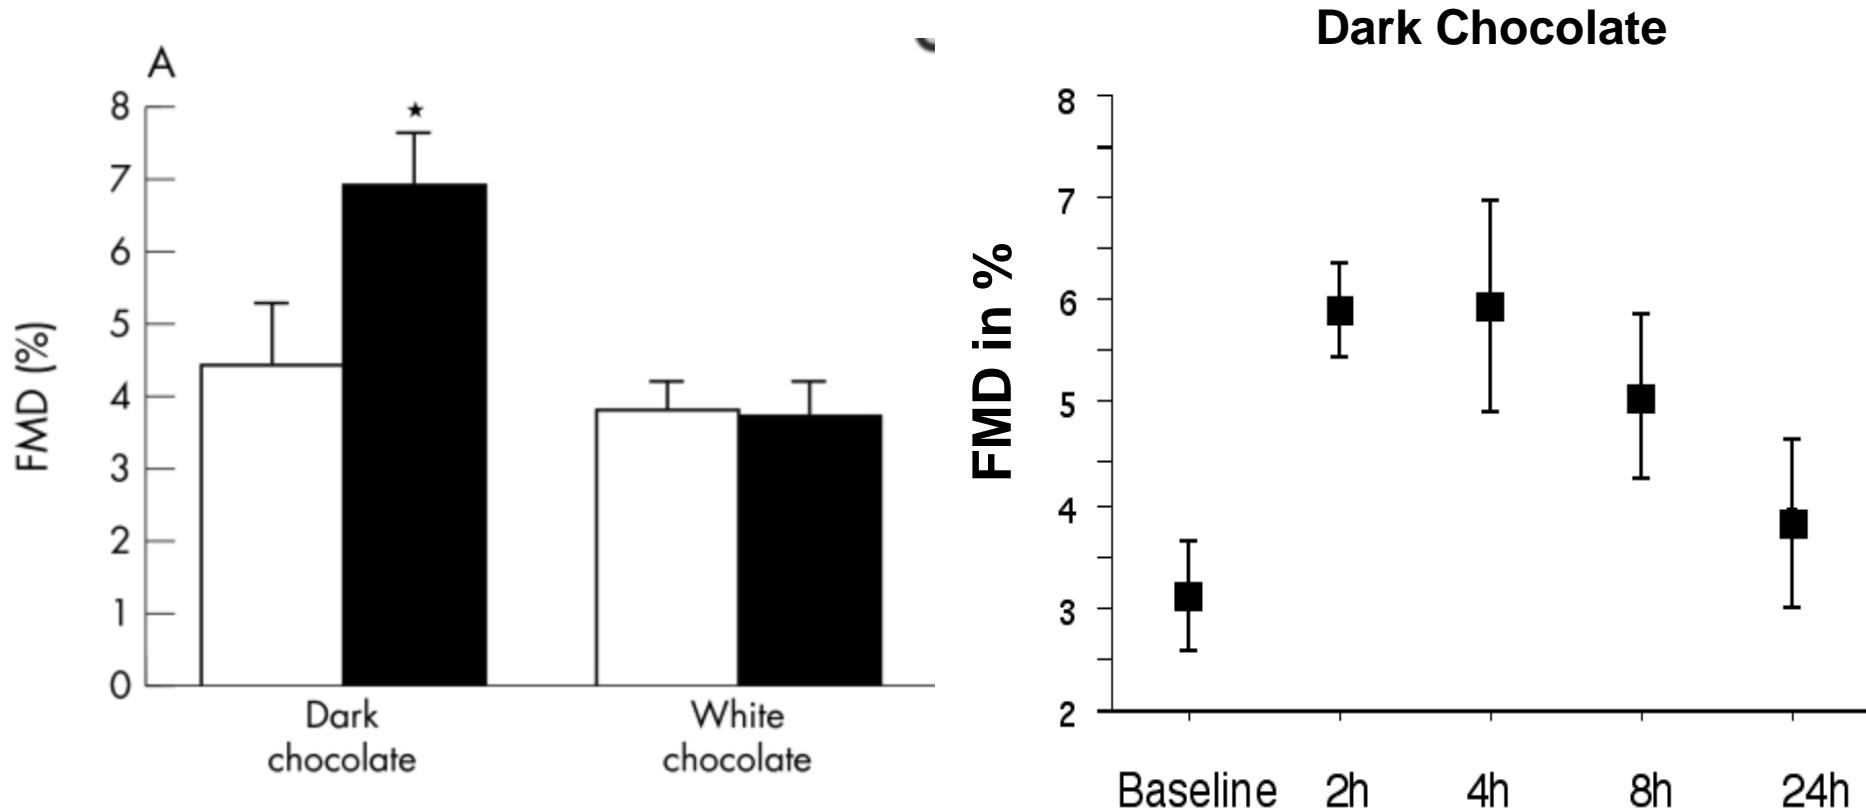 A
8
7
6
5
4
3
2
1
0
FMD (%)
★
Dark
chocolate
White
chocolate
Dark Chocolate
8
7
6
5
4
3
2
FMD in %
Baseline 2h 4h 8h 24h